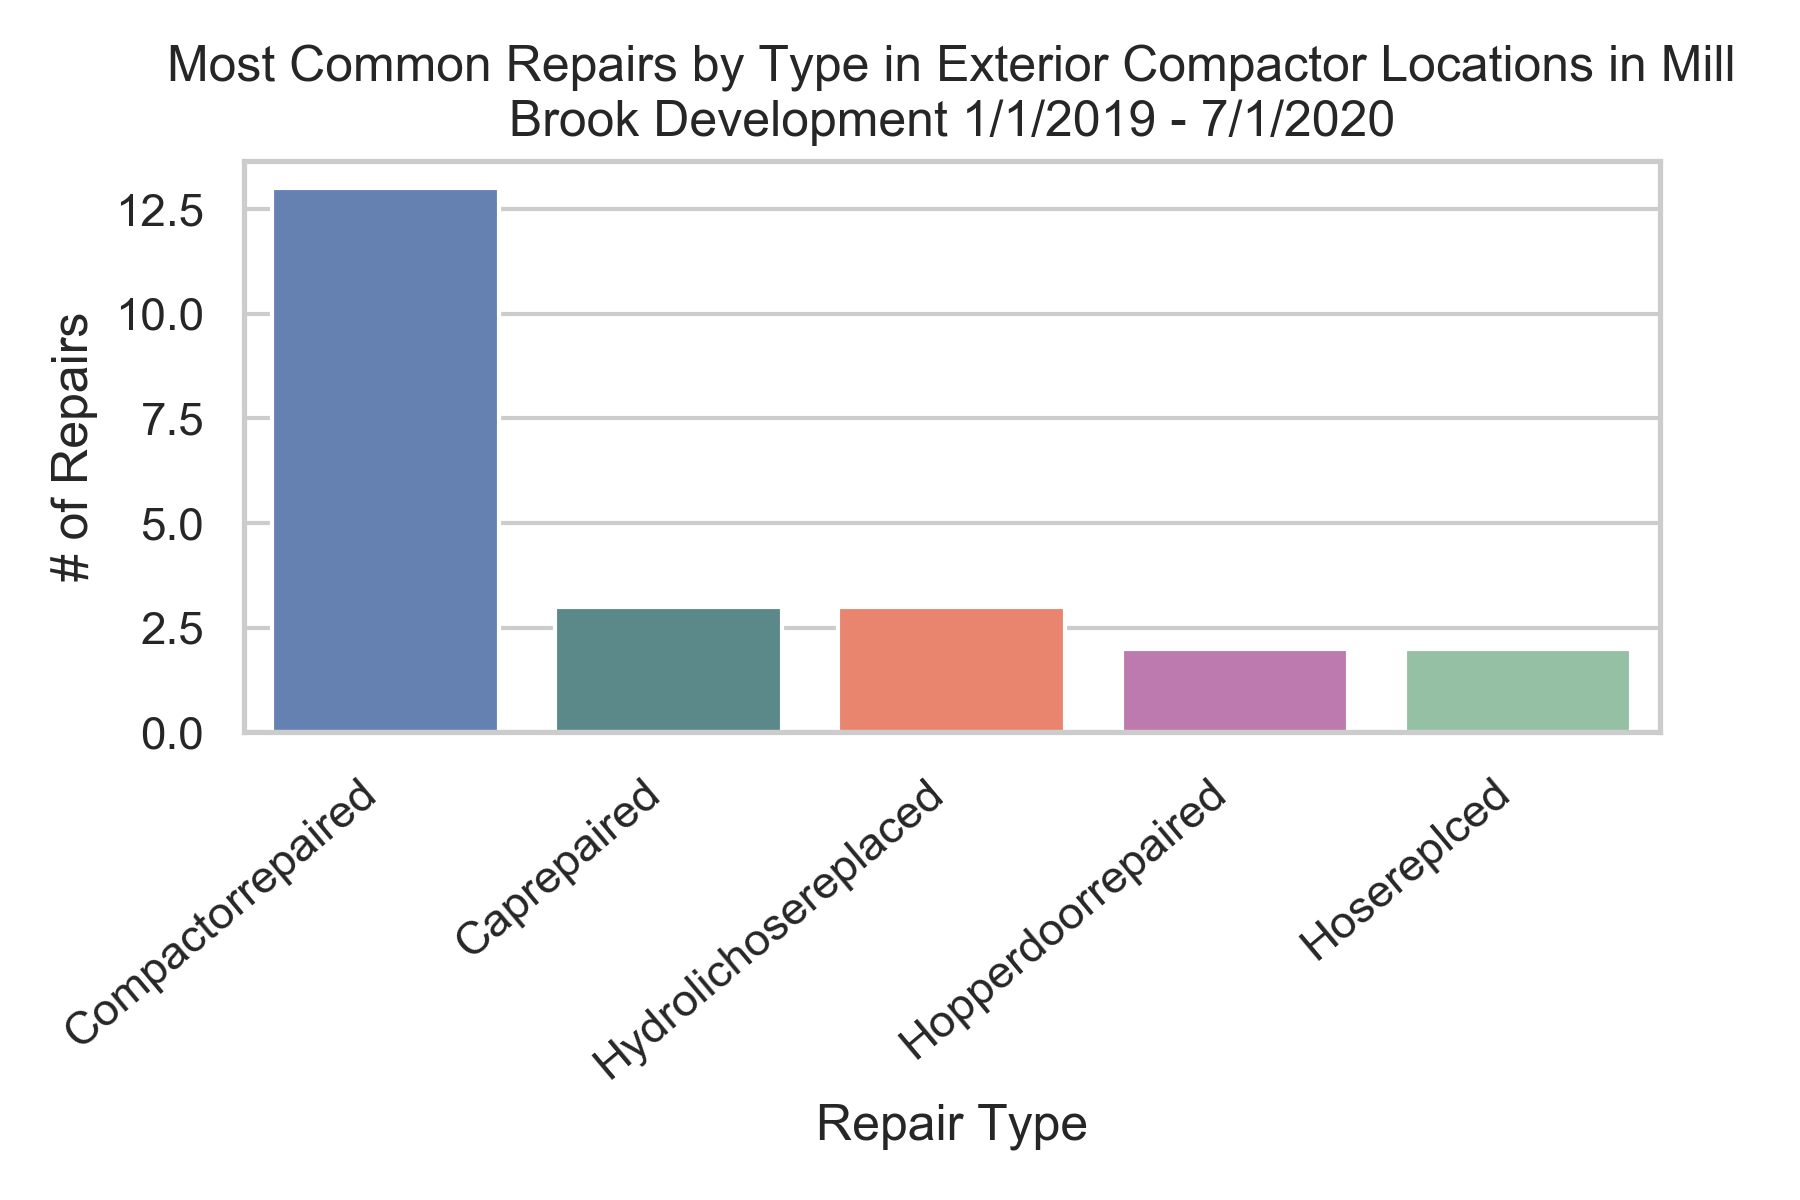 Most Common Repairs by Type in Exterior Compactor Locations in Mill
Brook Development 1/1/2019 - 7/1/2020
# of Repairs
12.5
10.0
7.5
5.0
2.5
0.0
Compactorrepaired
Caprepaired
Hydrolichosereplaced
Hopperdoorrepaired
Hosereplced
Repair Type